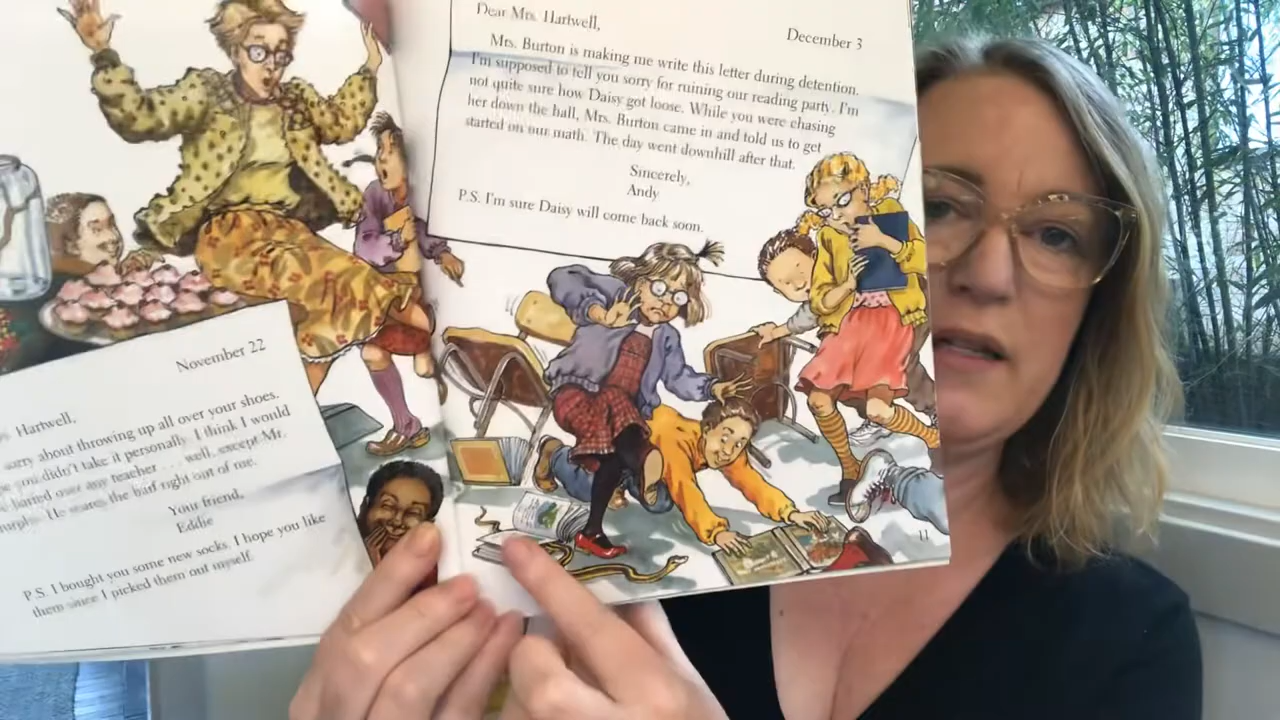 Dear Mrs. Hartwell,
December 3
Mrs. Burton is making me write this letter during detention.
I'm supposed to tell you sorry for ruining our reading party. I'm
not quite sure how Daisy got loose. While you were chasing
her down the hall, Mrs. Burton came in and told us to get
started on our math. The day went downhill after that.
Sincerely,
Andy
P.S. I'm sure Daisy will come back soon.
11
November 22
Hartwell,
about throwing up all over your shoes.
you didn't take it personally. I think I would
barfed over any teacher . . . well, except Mr.
He scares the barf right out of me.
Your friend,
Eddie
P.S. I bought you some new socks. I hope you like
them since I picked them out myself.